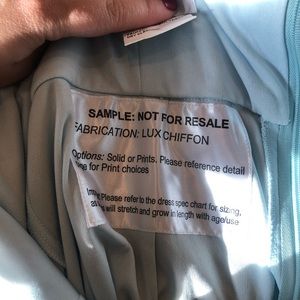 SAMPLE: NOT FOR RESALE
FABRICATION: LUX CHIFFON
Options: Solid or Prints. Please reference detail
for Print choices
Please refer to the dress spec chart for sizing,
will stretch and grow in length with age/use